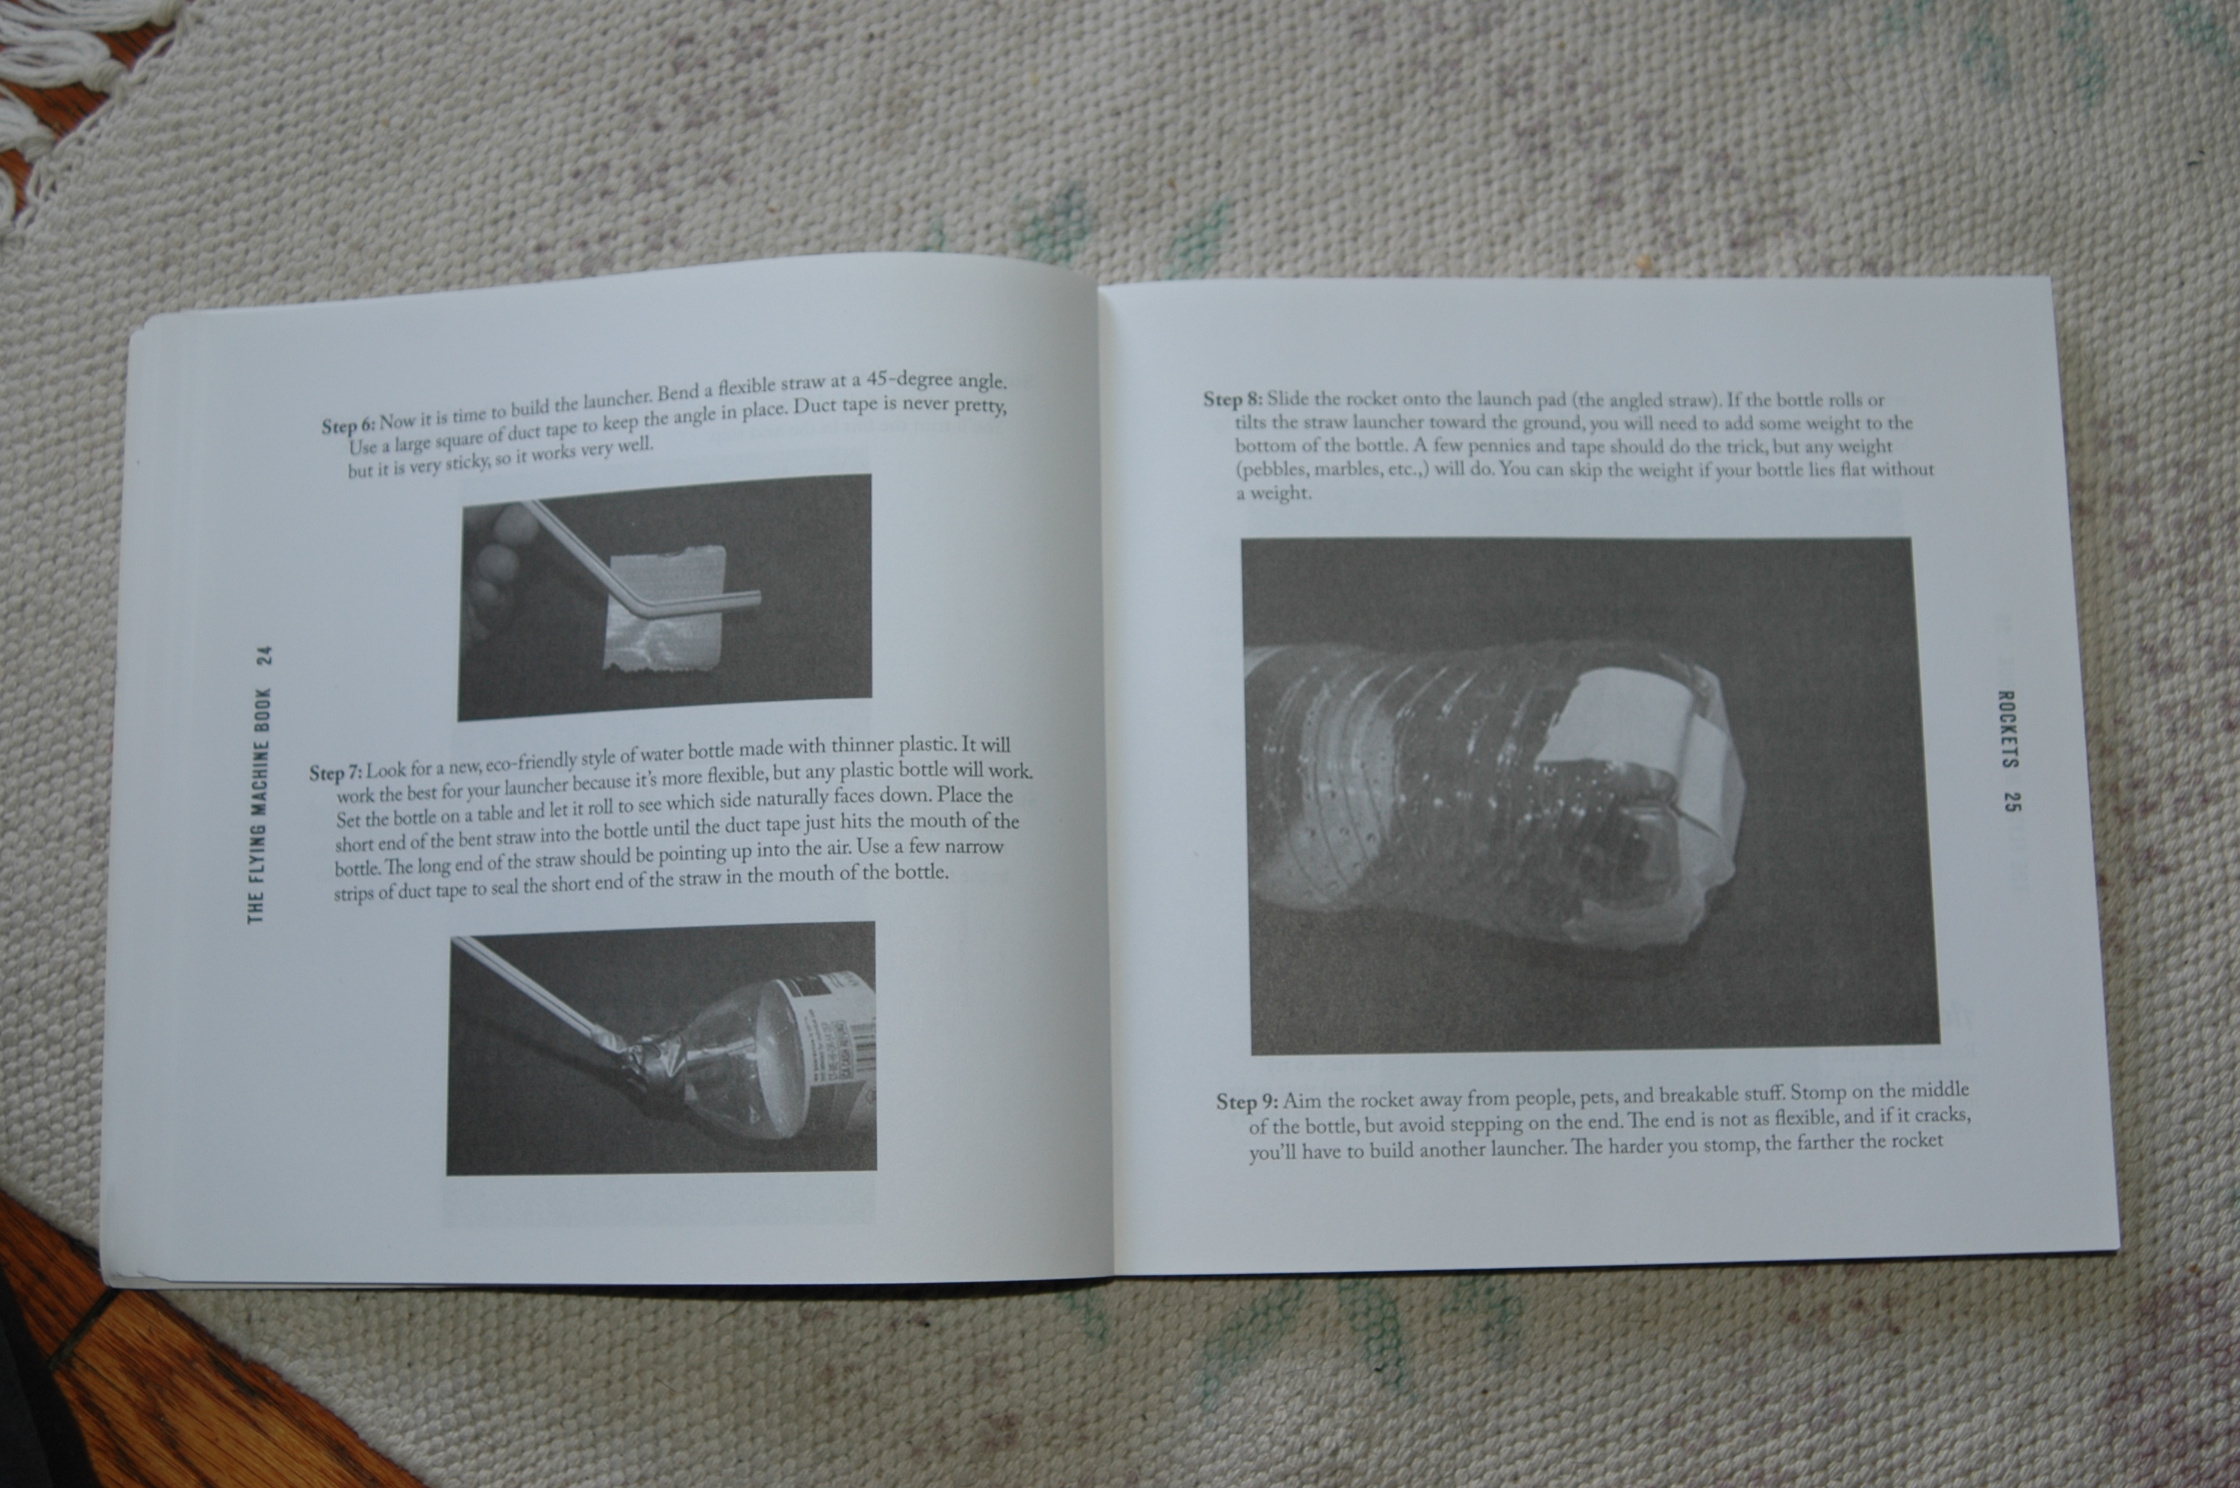 Step 6: Now it is time to build the launcher. Bend a flexible straw at a 45-degree angle.
Use a large square of duct tape to keep the angle in place. Duct tape is never pretty,
but it is very sticky, so it works very well.
Step 7: Look for a new, eco-friendly style of water bottle made with thinner plastic. It will
work the best for your launcher because it's more flexible, but any plastic bottle will work.
Set the bottle on a table and let it roll to see which side naturally faces down. Place the
short end of the bent straw into the bottle until the duct tape just hits the mouth of the
bottle. The long end of the straw should be pointing up into the air. Use a few narrow
strips of duct tape to seal the short end of the straw in the mouth of the bottle.
THE FLYING MACHINE BOOK 24
Step 8: Slide the rocket onto the launch pad (the angled straw). If the bottle rolls or
tilts the straw launcher toward the ground, you will need to add some weight to the
bottom of the bottle. A few pennies and tape should do the trick, but any weight
(pebbles, marbles, etc.,) will do. You can skip the weight if your bottle lies flat without
a weight.
Step 9: Aim the rocket away from people, pets, and breakable stuff. Stomp on the middle
of the bottle, but avoid stepping on the end. The end is not as flexible, and if it cracks,
you'll have to build another launcher. The harder you stomp, the farther the rocket
ROCKETS 25